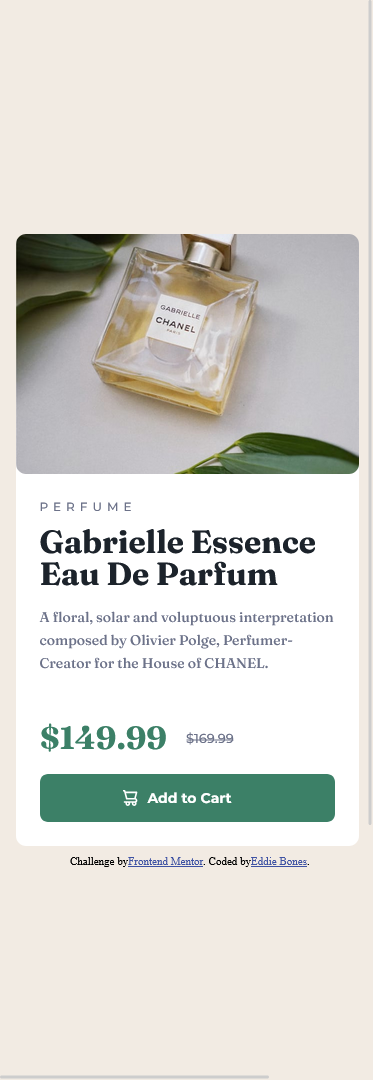 GABRIELLE
CHANEL
PARIS
PERFUME
Gabrielle Essence
Eau De Parfum
A floral, solar and voluptuous interpretation
composed by Olivier Polge, Perfumer-
Creator for the House of CHANEL.
$149.99 $169.99
Add to Cart
Challenge byFrontend Mentor. Coded byEddie Bones.